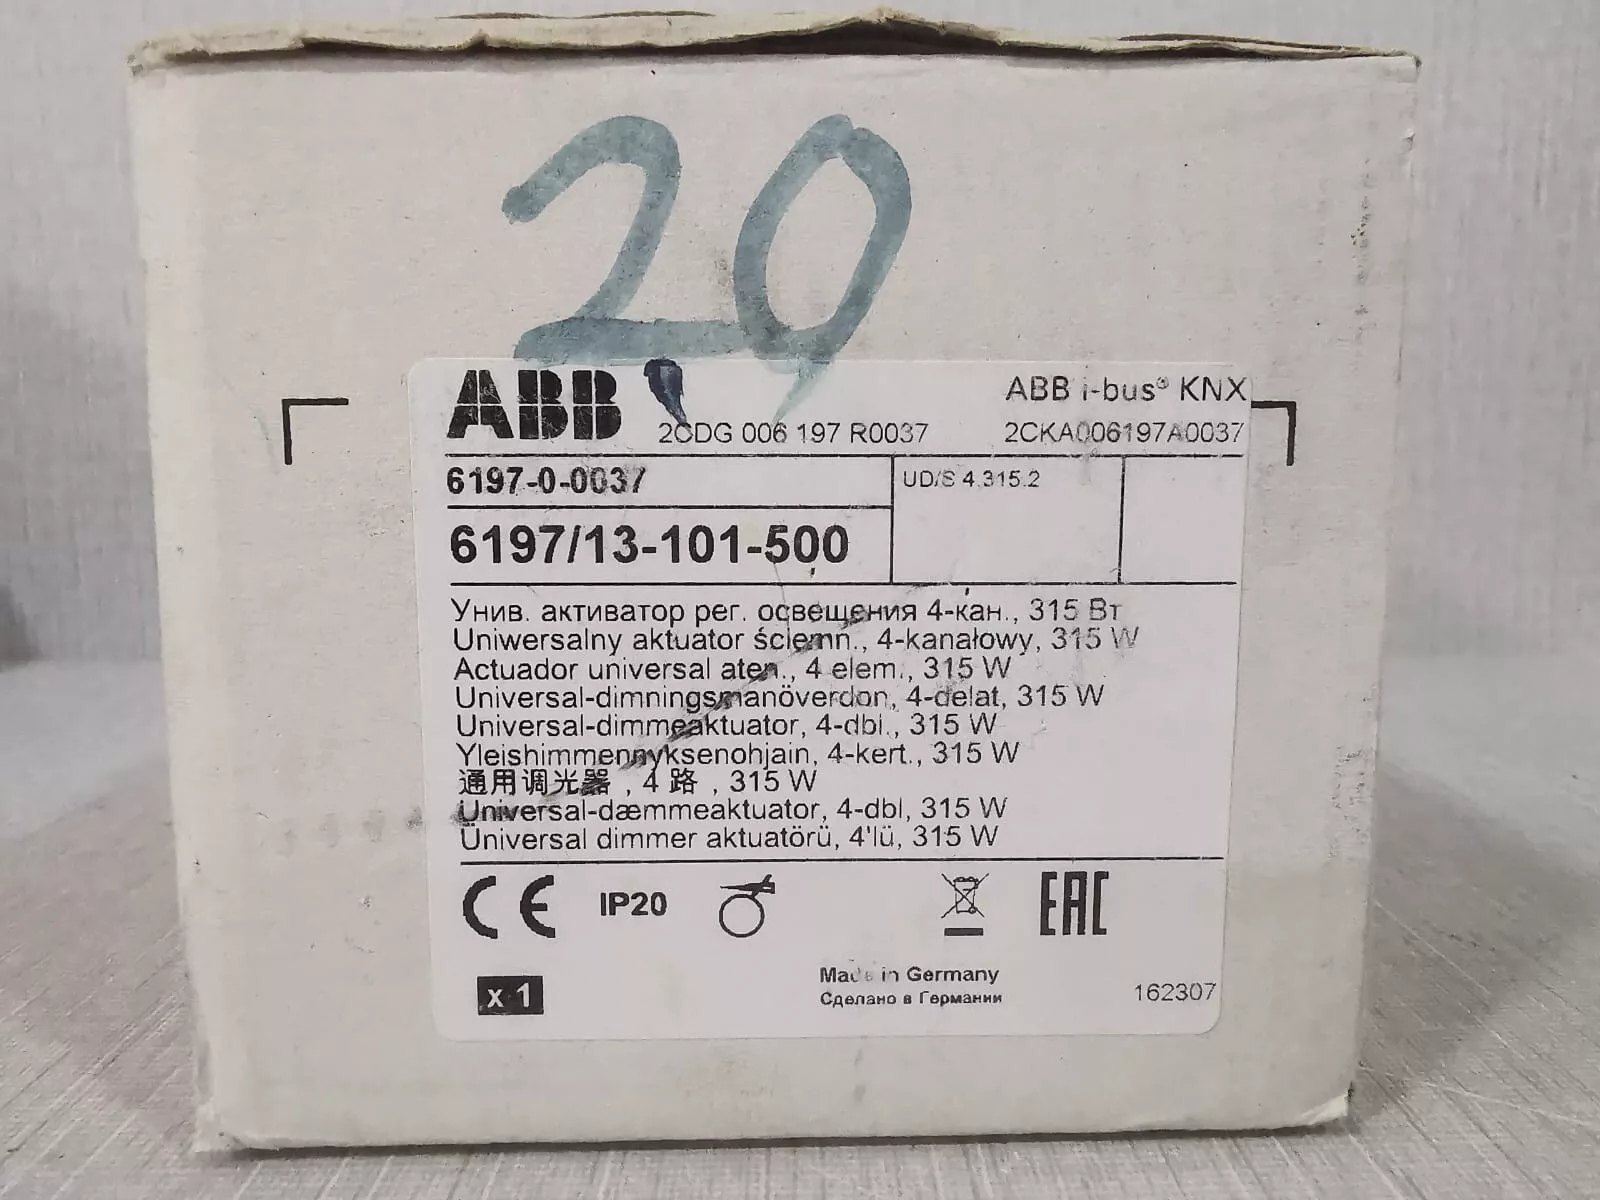 20
ABB
ABB i-bus® KNX
2CDG 006 197 R0037
2CKA006197A0037
6197-0-0037
UD/S 4.315.2
6197/13-101-500
Унив. активатор рег. освещения 4-кан., 315 Вт
Uniwersalny aktuator ściemn., 4-kanałowy, 315 W
Actuador universal aten., 4 elem., 315 W
Universal-dimningsmanöverdon, 4-delat, 315 W
Universal-dimmeaktuator, 4-dbl., 315 W
Yleishimmennyksenohjain, 4-kert., 315 W
通用调光器 , 4 路 , 315 W
Universal-dæmmeaktuator, 4-dbl, 315 W
Üniversal dimmer aktuatörü, 4'lü, 315 W
CE IP20 EAC
Made in Germany
Сделано в Германии
x 1
162307